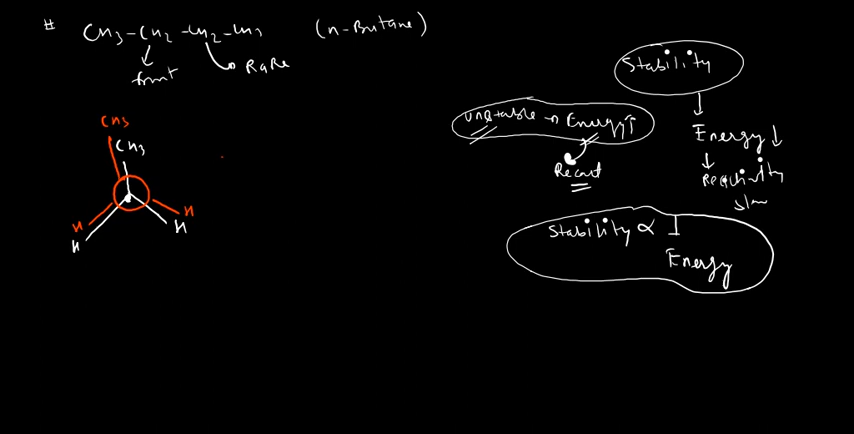 # CH3-CH2-CH2-CH3 (n-Butane)
front
RaRe
CH3
CH3
H
H
H
H
Stability
unstable → Energy↑
React
Energy ↓
Reactivity
slow
Stability ∝ 1
Energy